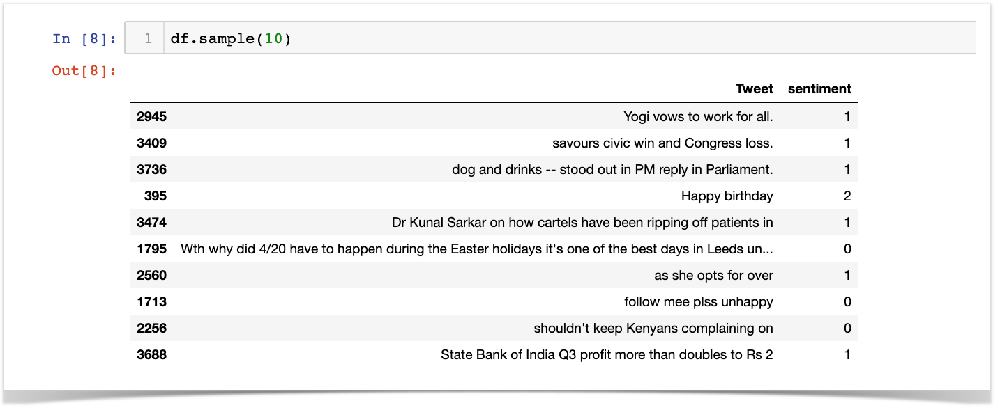 In [8]: 1 df.sample(10)
Out[8]:
Tweet sentiment
2945 Yogi vows to work for all. 1
3409 savours civic win and Congress loss. 1
3736 dog and drinks -- stood out in PM reply in Parliament. 1
395 Happy birthday 2
3474 Dr Kunal Sarkar on how cartels have been ripping off patients in 1
1795 Wth why did 4/20 have to happen during the Easter holidays it's one of the best days in Leeds un... 0
2560 as she opts for over 1
1713 follow mee plss unhappy 0
2256 shouldn't keep Kenyans complaining on 0
3688 State Bank of India Q3 profit more than doubles to Rs 2 1